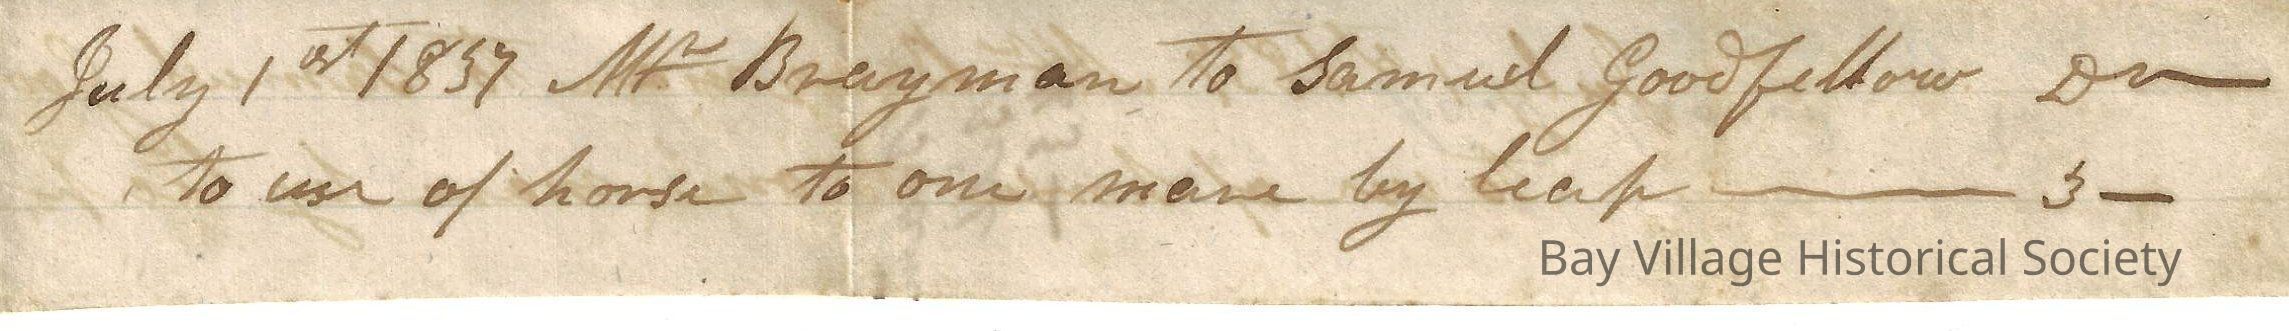 July 1st 1837 Mr Brayman to Samuel Goodfellow Dr
to use of horse to one mare by leap — 3 —
Bay Village Historical Society